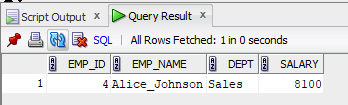 Script Output × Query Result ×
SQL | All Rows Fetched: 1 in 0 seconds
EMP_ID EMP_NAME DEPT SALARY
1 4 Alice_Johnson Sales 8100